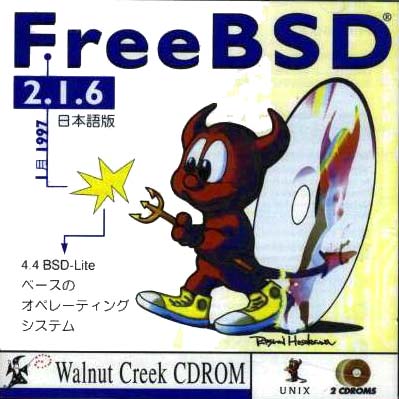 FreeBSD®
2.1.6
日本語版
1月 1997
4.4 BSD-Lite
ベースの
オペレーティング
システム
Walnut Creek CDROM
UNIX
2 CDROMS